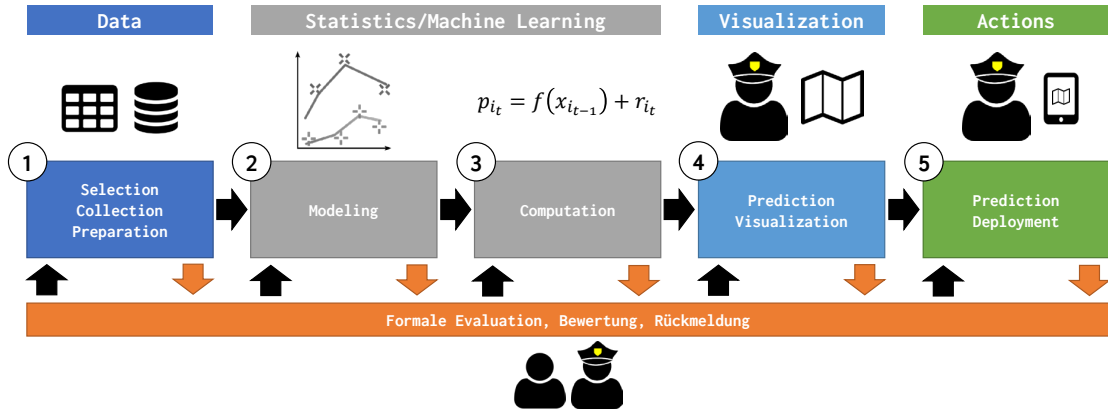 Data
Statistics/Machine Learning
Visualization
Actions
p_{i_t} = f(x_{i_{t-1}}) + r_{i_t}
1
Selection
Collection
Preparation
2
Modeling
3
Computation
4
Prediction
Visualization
5
Prediction
Deployment
Formale Evaluation, Bewertung, Rückmeldung